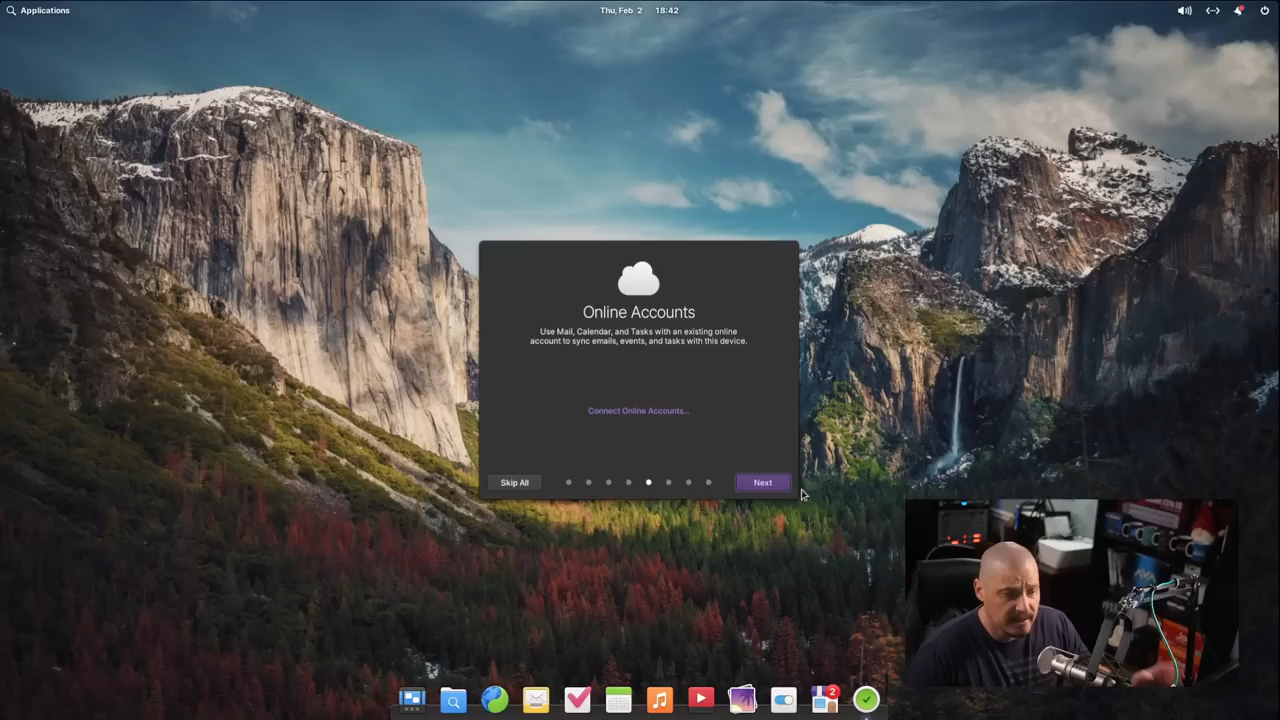 Applications
Thu, Feb 2 18:42
Online Accounts
Use Mail, Calendar, and Tasks with an existing online
account to sync emails, events, and tasks with this device.
Connect Online Accounts...
Skip All
Next
2